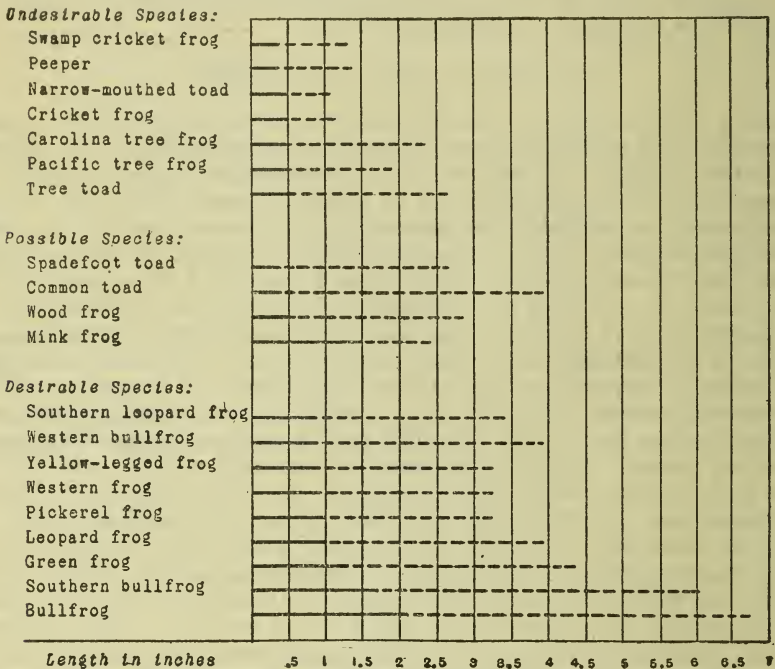 Undesirable Species:
Swamp cricket frog
Peeper
Narrow-mouthed toad
Cricket frog
Carolina tree frog
Pacific tree frog
Tree toad
Possible Species:
Spadefoot toad
Common toad
Wood frog
Mink frog
Desirable Species:
Southern leopard frog
Western bullfrog
Yellow-legged frog
Western frog
Pickerel frog
Leopard frog
Green frog
Southern bullfrog
Bullfrog
Length in inches .5 1 1.5 2 2.5 3 3.5 4 4.5 5 5.5 6 6.5 7